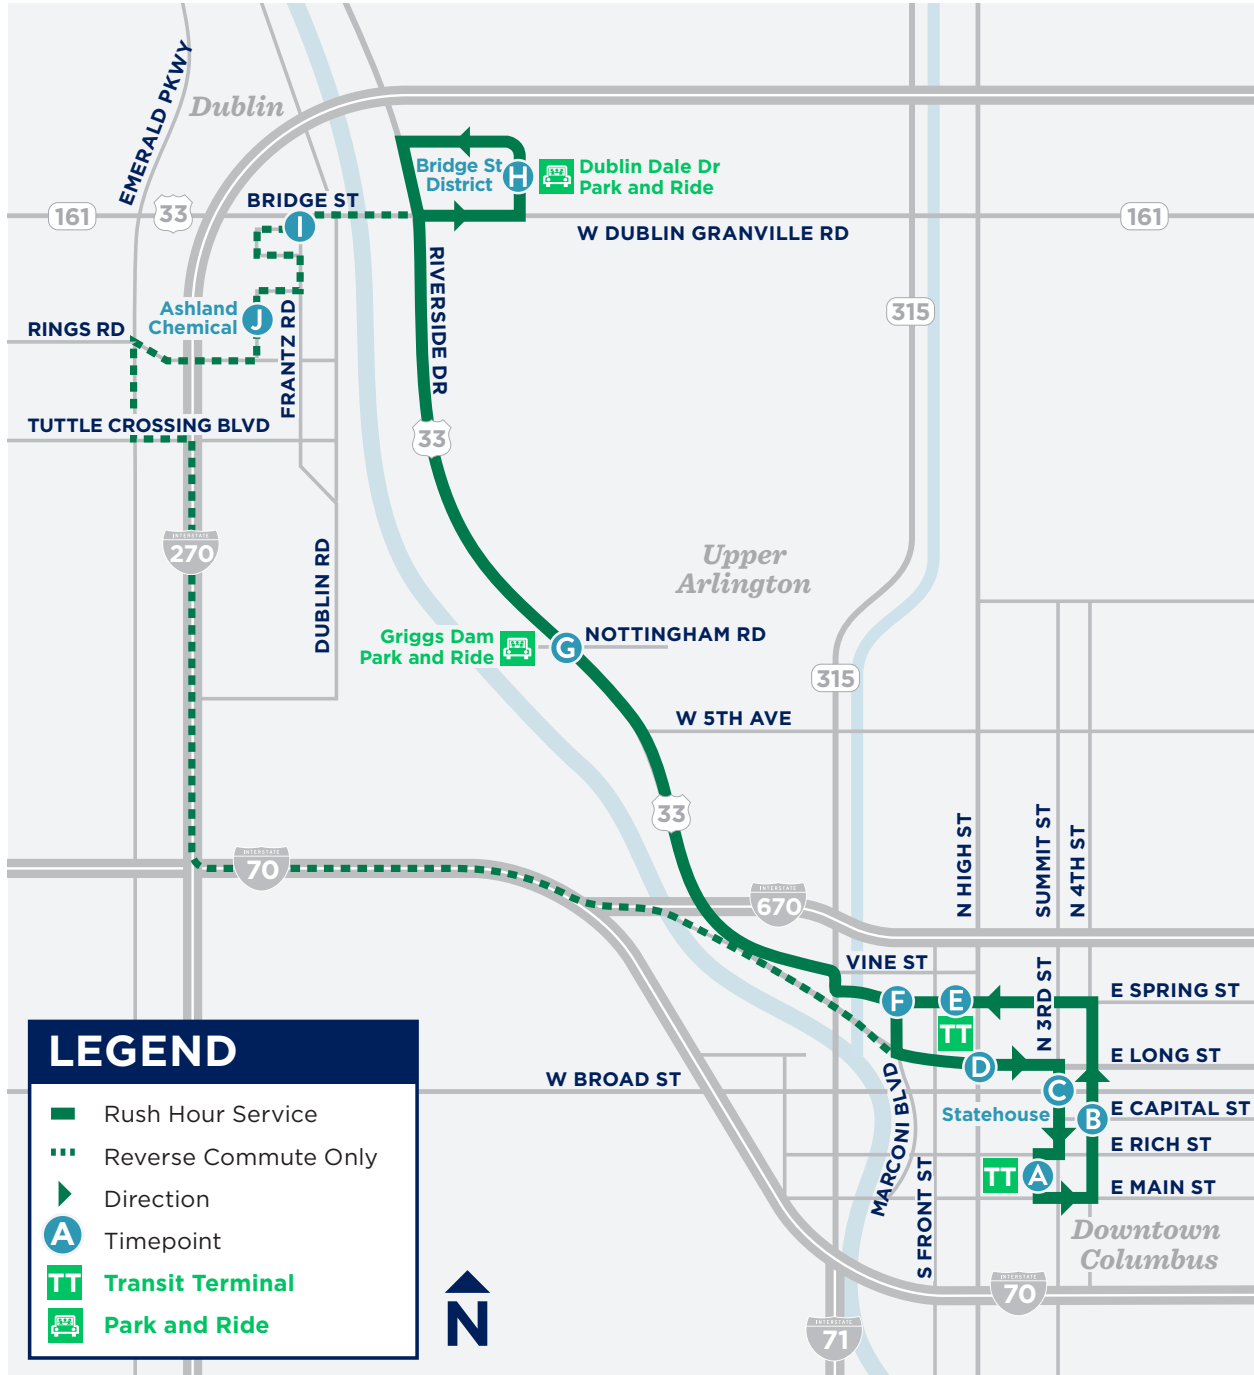 EMERALD PKWY
Dublin
33
161
BRIDGE ST
I
Bridge St
District
H
Dublin Dale Dr
Park and Ride
W DUBLIN GRANVILLE RD
161
RIVERSIDE DR
315
Ashland
Chemical
J
RINGS RD
FRANTZ RD
TUTTLE CROSSING BLVD
33
INTERSTATE
270
DUBLIN RD
Upper
Arlington
Griggs Dam
Park and Ride
G
NOTTINGHAM RD
315
W 5TH AVE
33
INTERSTATE
70
INTERSTATE
670
N HIGH ST
SUMMIT ST
N 4TH ST
VINE ST
N 3RD ST
F
E
TT
E SPRING ST
D
E LONG ST
W BROAD ST
C
Statehouse
B
E CAPITAL ST
E RICH ST
MARCONI BLVD
S FRONT ST
TT
A
E MAIN ST
Downtown
Columbus
INTERSTATE
70
INTERSTATE
71
LEGEND
Rush Hour Service
Reverse Commute Only
Direction
A
Timepoint
TT
Transit Terminal
Park and Ride
N